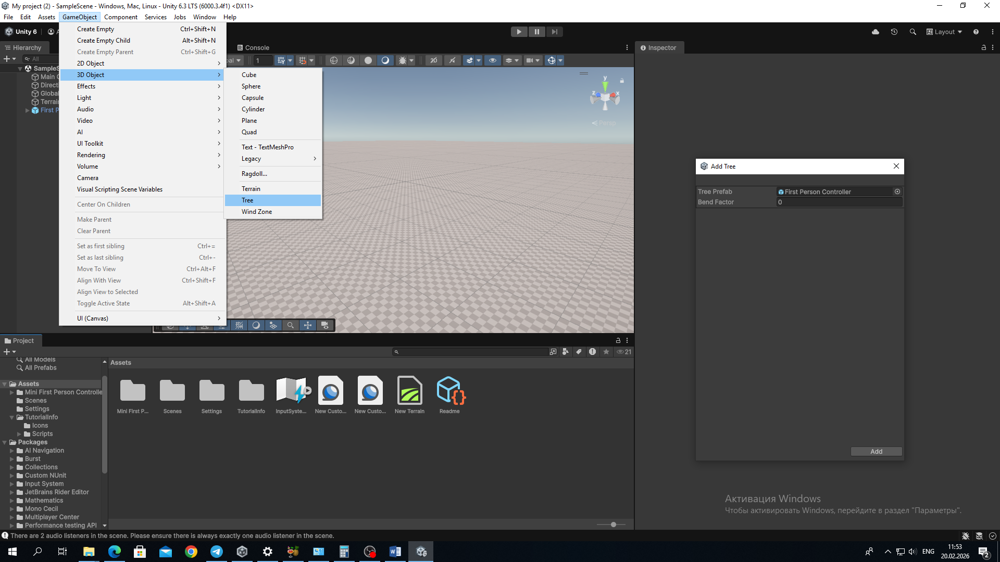 My project (2) - SampleScene - Windows, Mac, Linux - Unity 6.3 LTS (6000.3.4f1) <DX11>
File Edit Assets GameObject Component Services Jobs Window Help
Unity 6 A
Layout
Hierarchy
Console
Inspector
All
bal
1
2D
SampleS
Main C
Directi
Global
Terrain
First P
Create Empty Ctrl+Shift+N
Create Empty Child Alt+Shift+N
Create Empty Parent Ctrl+Shift+G
2D Object
3D Object
Effects
Light
Audio
Video
AI
UI Toolkit
Rendering
Volume
Camera
Visual Scripting Scene Variables
Center On Children
Make Parent
Clear Parent
Set as first sibling Ctrl+=
Set as last sibling Ctrl+-
Move To View Ctrl+Alt+F
Align With View Ctrl+Shift+F
Align View to Selected
Toggle Active State Alt+Shift+A
UI (Canvas)
Cube
Sphere
Capsule
Cylinder
Plane
Quad
Text - TextMeshPro
Legacy
Ragdoll...
Terrain
Tree
Wind Zone
y
z x
Persp
Add Tree
Tree Prefab First Person Controller
Bend Factor 0
Add
Project
21
All Models
All Prefabs
Assets
Mini First Person Controlle
Scenes
Settings
TutorialInfo
Icons
Scripts
Packages
AI Navigation
Burst
Collections
Custom NUnit
Input System
JetBrains Rider Editor
Mathematics
Mono Cecil
Multiplayer Center
Performance testing API
Assets
Mini First P... Scenes Settings TutorialInfo InputSyste... New Custo... New Custo... New Terrain Readme
Активация Windows
Чтобы активировать Windows, перейдите в раздел "Параметры".
There are 2 audio listeners in the scene. Please ensure there is always exactly one audio listener in the scene.
ENG
11:53
20.02.2026
2